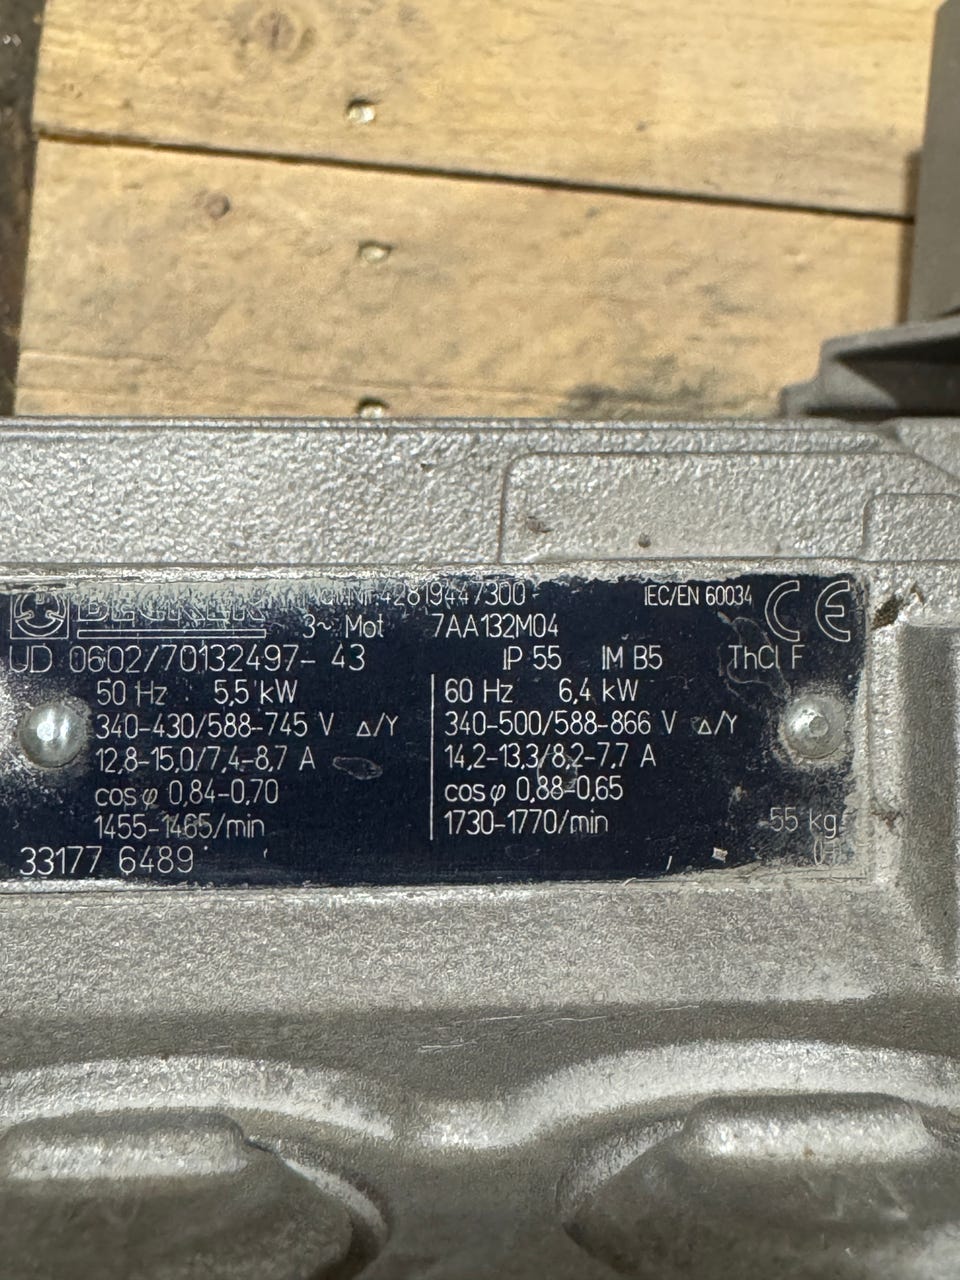 BECKER 42819447300 IEC/EN 60034 CE
3~ Mot 7AA132M04
UD 0602/70132497- 43 IP 55 IM B5 ThCl F
50 Hz 5,5 kW 60 Hz 6,4 kW
340-430/588-745 V Δ/Y 340-500/588-866 V Δ/Y
12,8-15,0/7,4-8,7 A 14,2-13,3/8,2-7,7 A
cosφ 0,84-0,70 cosφ 0,88-0,65
1455-1465/min 1730-1770/min 55 kg
33177 6489